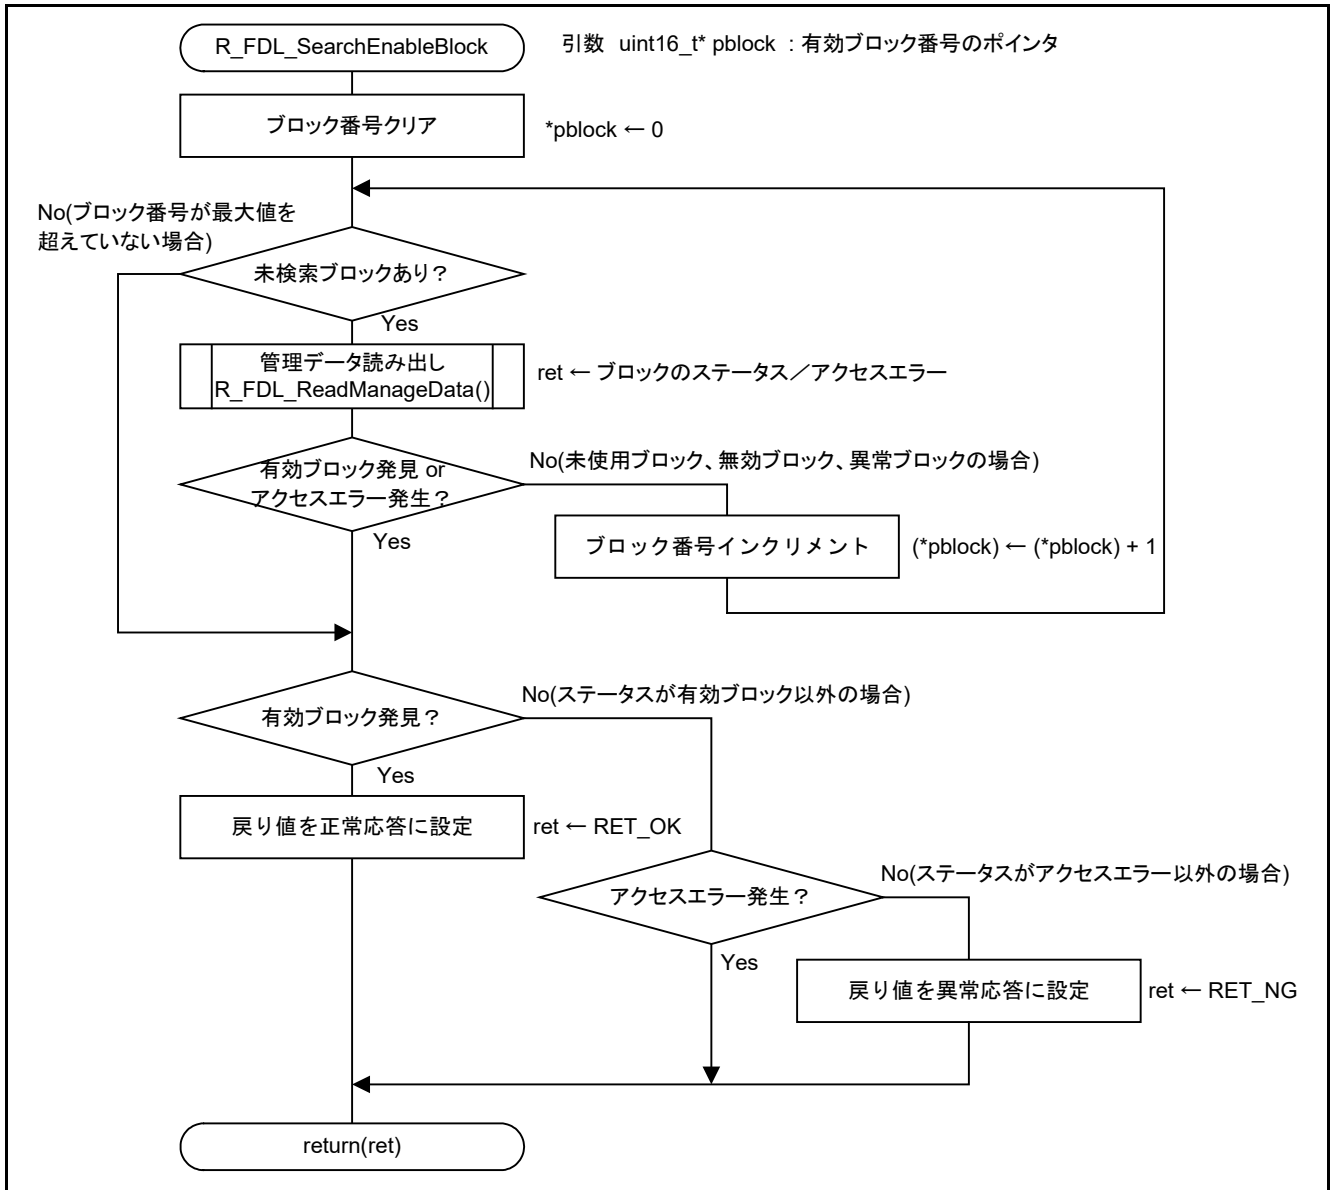 R_FDL_SearchEnableBlock
引数 uint16_t* pblock : 有効ブロック番号のポインタ
ブロック番号クリア
*pblock ← 0
No(ブロック番号が最大値を
超えていない場合)
未検索ブロックあり？
Yes
管理データ読み出し
R_FDL_ReadManageData()
ret ← ブロックのステータス／アクセスエラー
有効ブロック発見 or
アクセスエラー発生？
No(未使用ブロック、無効ブロック、異常ブロックの場合)
Yes
ブロック番号インクリメント
(*pblock) ← (*pblock) + 1
有効ブロック発見？
No(ステータスが有効ブロック以外の場合)
Yes
戻り値を正常応答に設定
ret ← RET_OK
アクセスエラー発生？
No(ステータスがアクセスエラー以外の場合)
Yes
戻り値を異常応答に設定
ret ← RET_NG
return(ret)